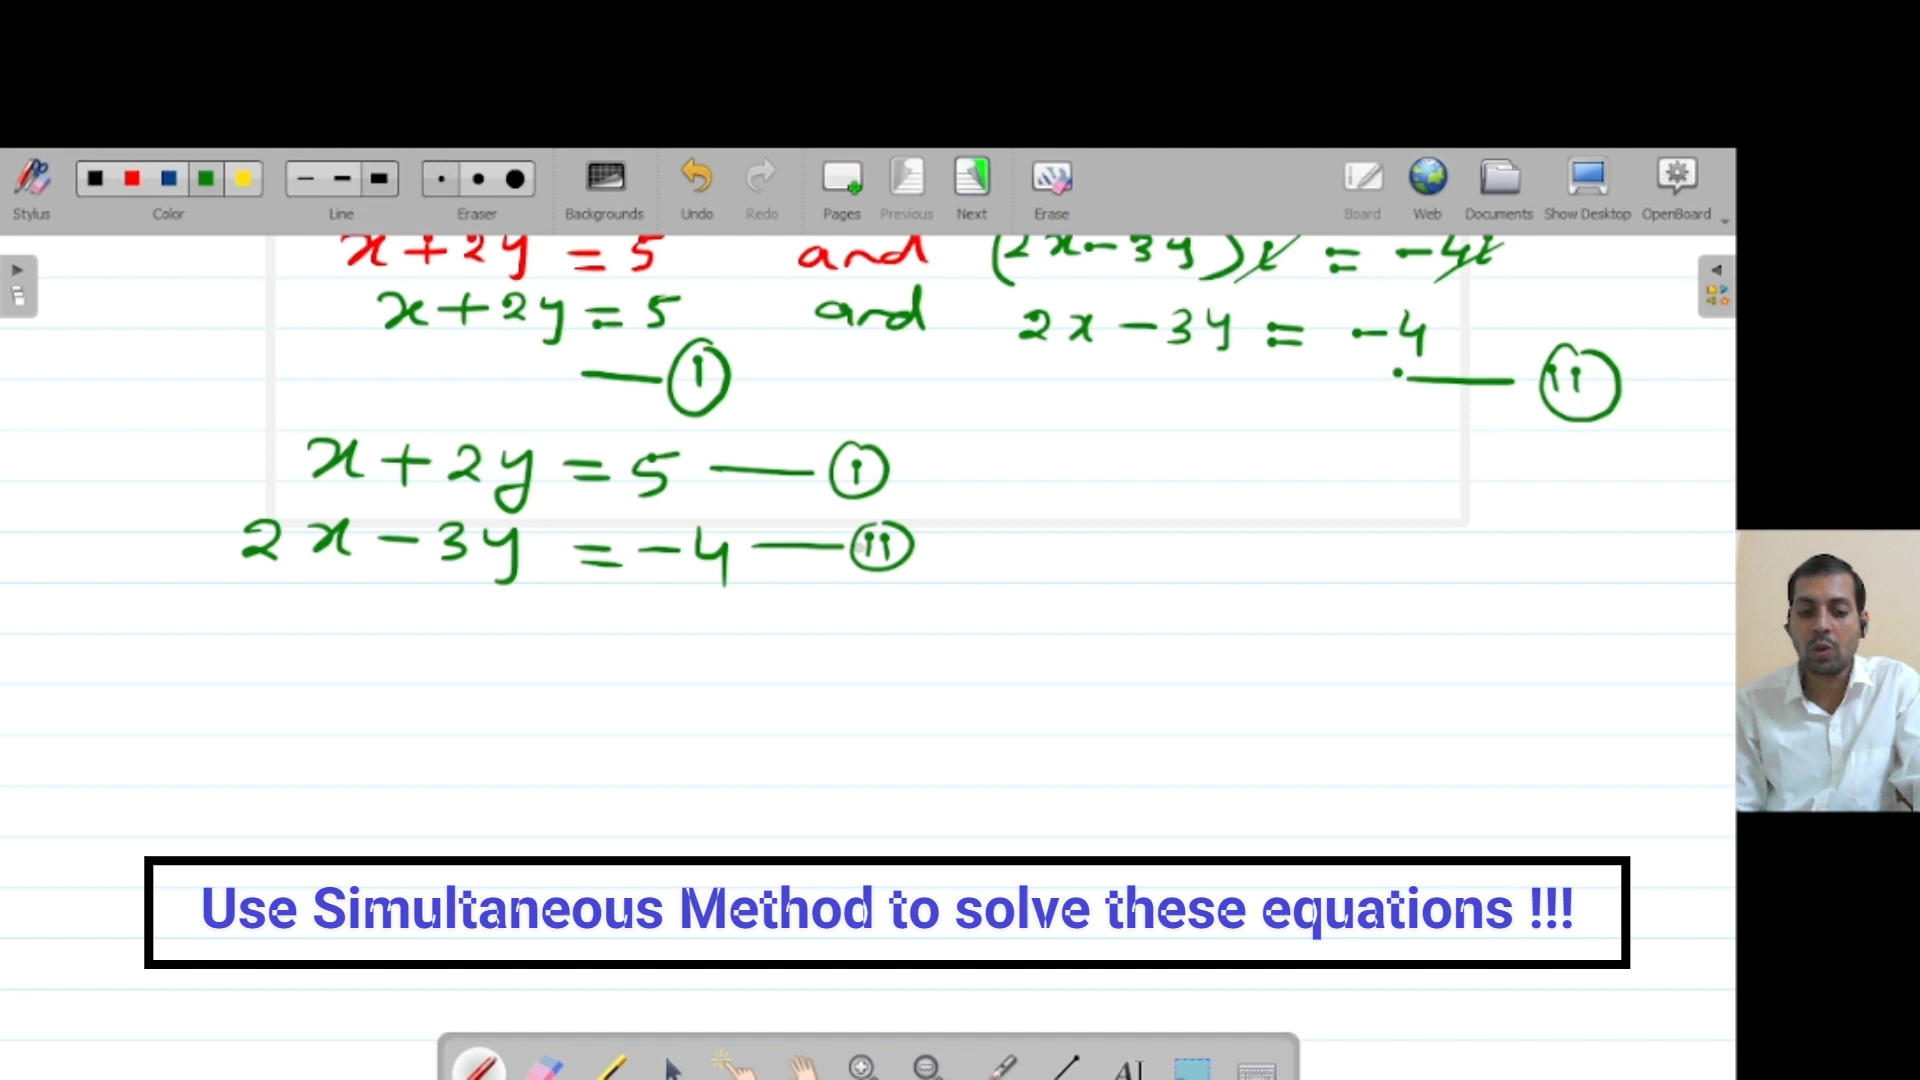 Stylus Color Line Eraser Backgrounds Undo Redo Pages Previous Next Erase Board Web Documents Show Desktop OpenBoard
x + 2y = 5 and (2x - 3y)i = -4i
x + 2y = 5 and 2x - 3y = -4
— (i) — (ii)
x + 2y = 5 — (i)
2x - 3y = -4 — (ii)
Use Simultaneous Method to solve these equations !!!
AI